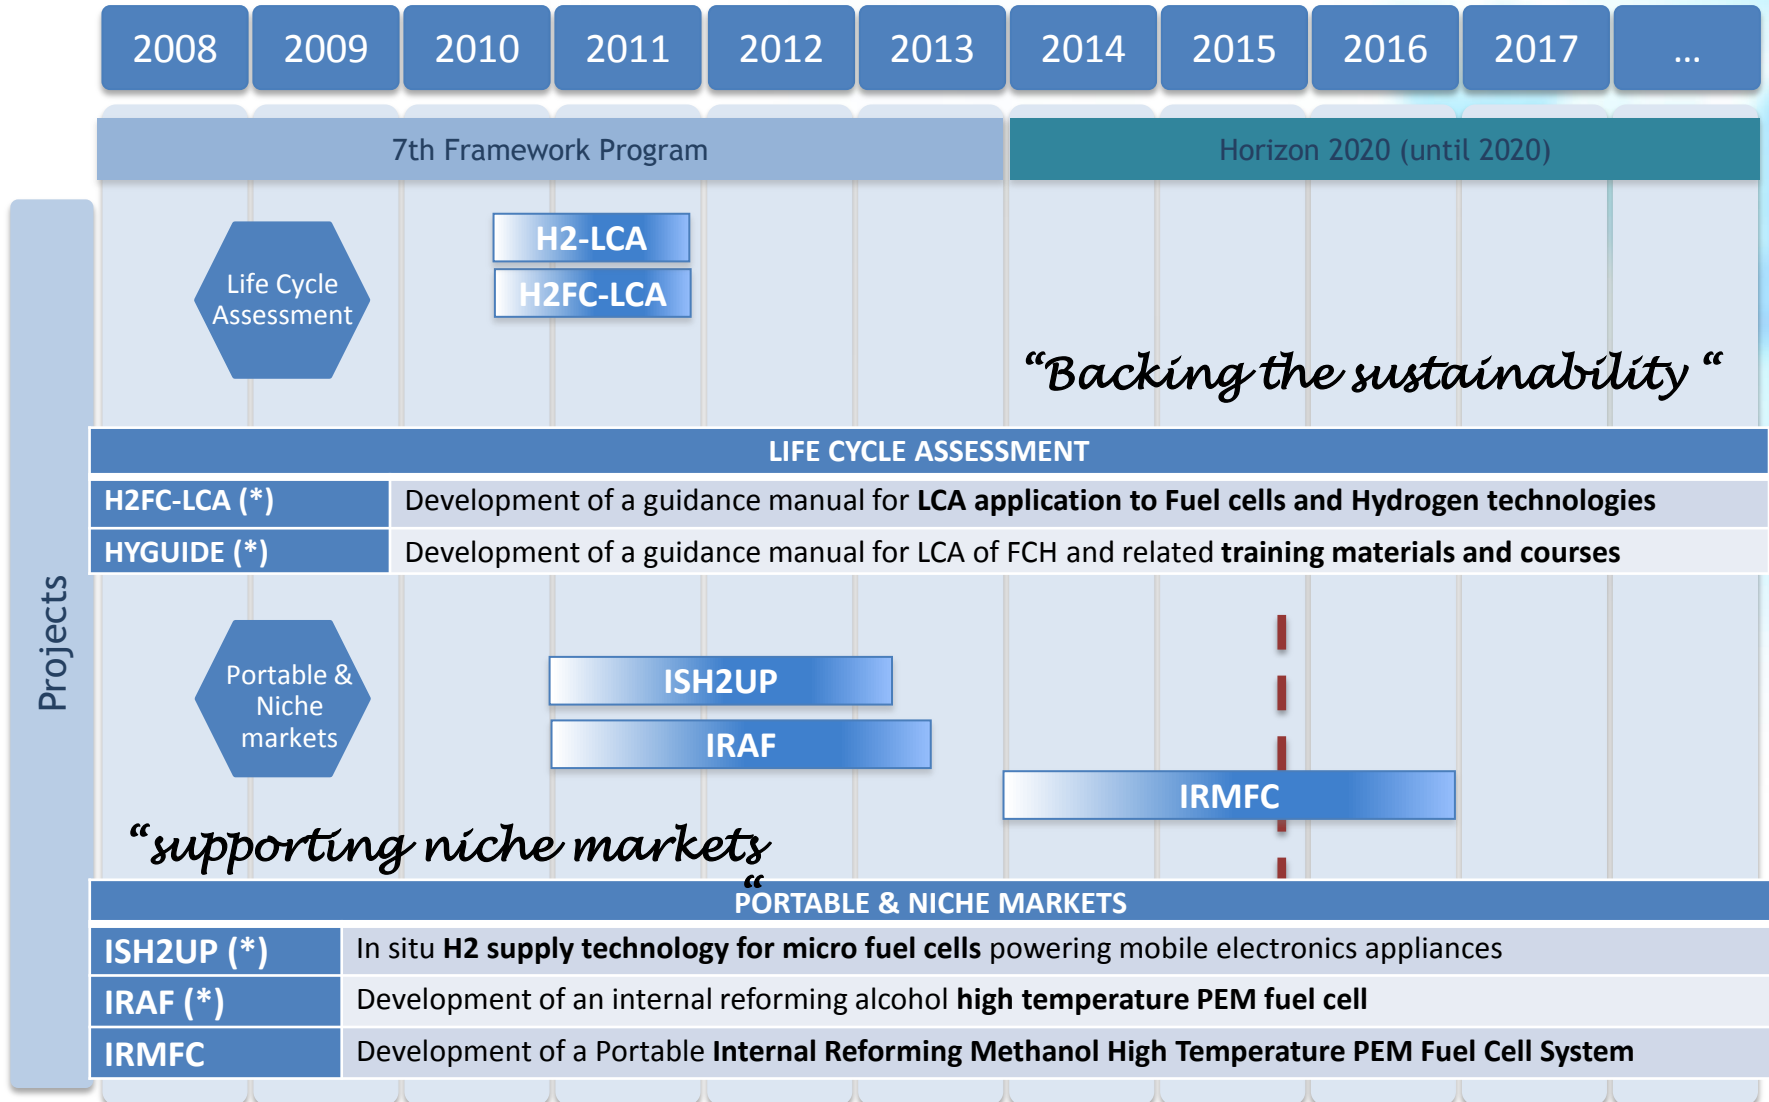 2008 2009 2010 2011 2012 2013 2014 2015 2016 2017 ...
7th Framework Program Horizon 2020 (until 2020)
Projects
Life Cycle
Assessment
H2-LCA
H2FC-LCA
“Backing the sustainability “
LIFE CYCLE ASSESSMENT
H2FC-LCA (*) Development of a guidance manual for LCA application to Fuel cells and Hydrogen technologies
HYGUIDE (*) Development of a guidance manual for LCA of FCH and related training materials and courses
Portable &
Niche
markets
ISH2UP
IRAF
IRMFC
“supporting niche markets
“
PORTABLE & NICHE MARKETS
ISH2UP (*) In situ H2 supply technology for micro fuel cells powering mobile electronics appliances
IRAF (*) Development of an internal reforming alcohol high temperature PEM fuel cell
IRMFC Development of a Portable Internal Reforming Methanol High Temperature PEM Fuel Cell System